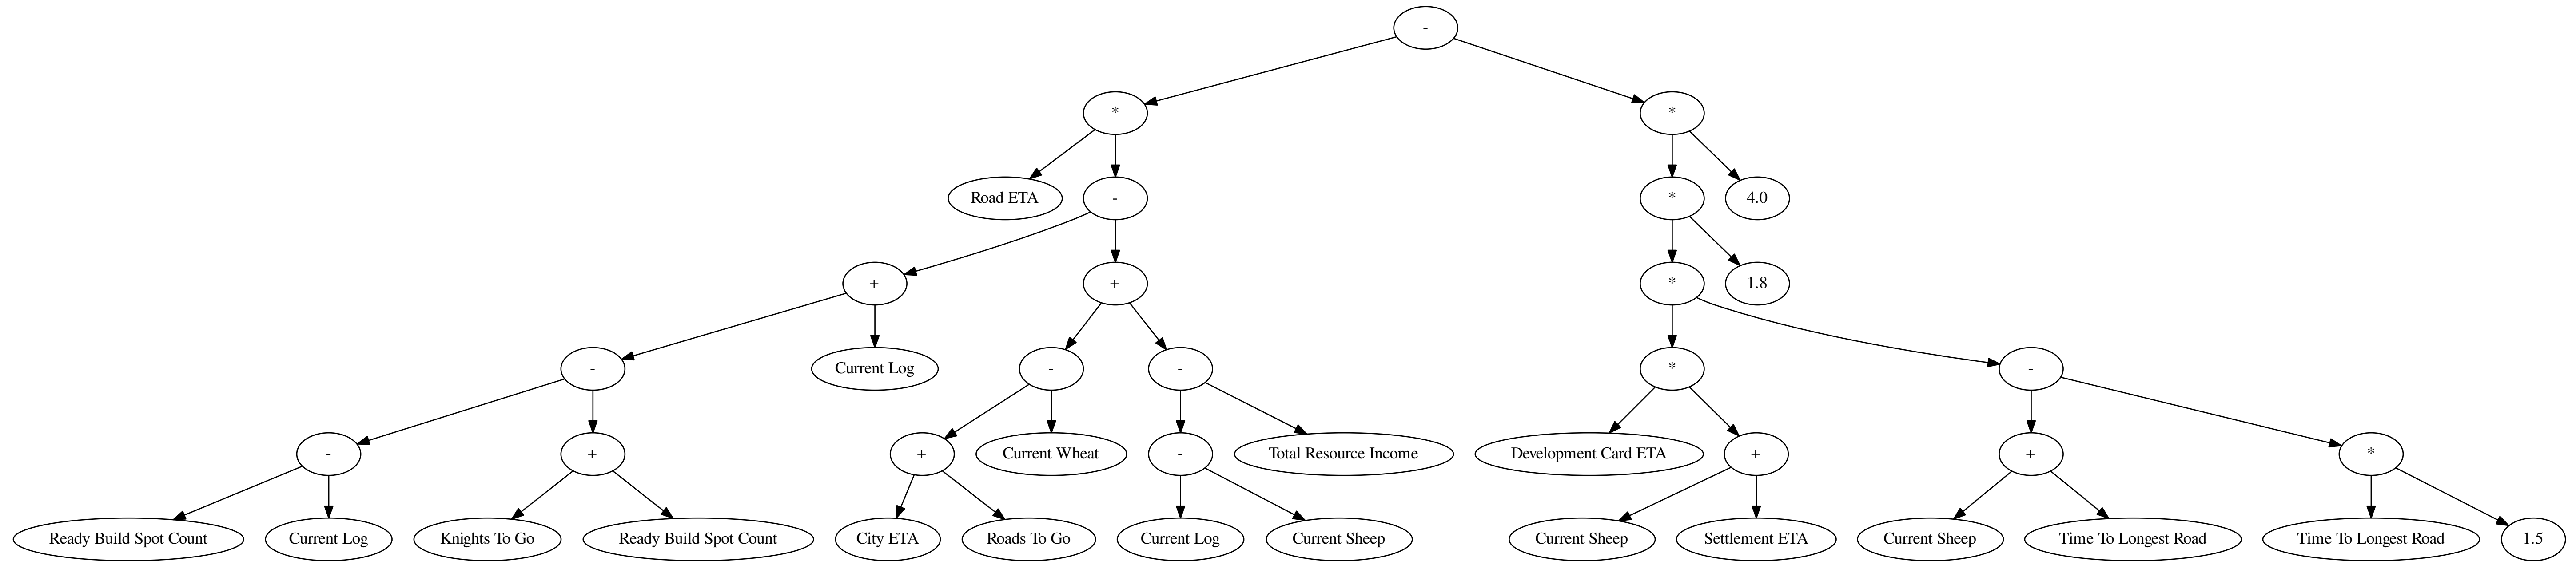 -
*
*
Road ETA
-
*
4.0
+
+
*
1.8
-
Current Log
-
-
*
-
-
+
+
Current Wheat
-
Total Resource Income
Development Card ETA
+
+
*
Ready Build Spot Count
Current Log
Knights To Go
Ready Build Spot Count
City ETA
Roads To Go
Current Log
Current Sheep
Current Sheep
Settlement ETA
Current Sheep
Time To Longest Road
Time To Longest Road
1.5